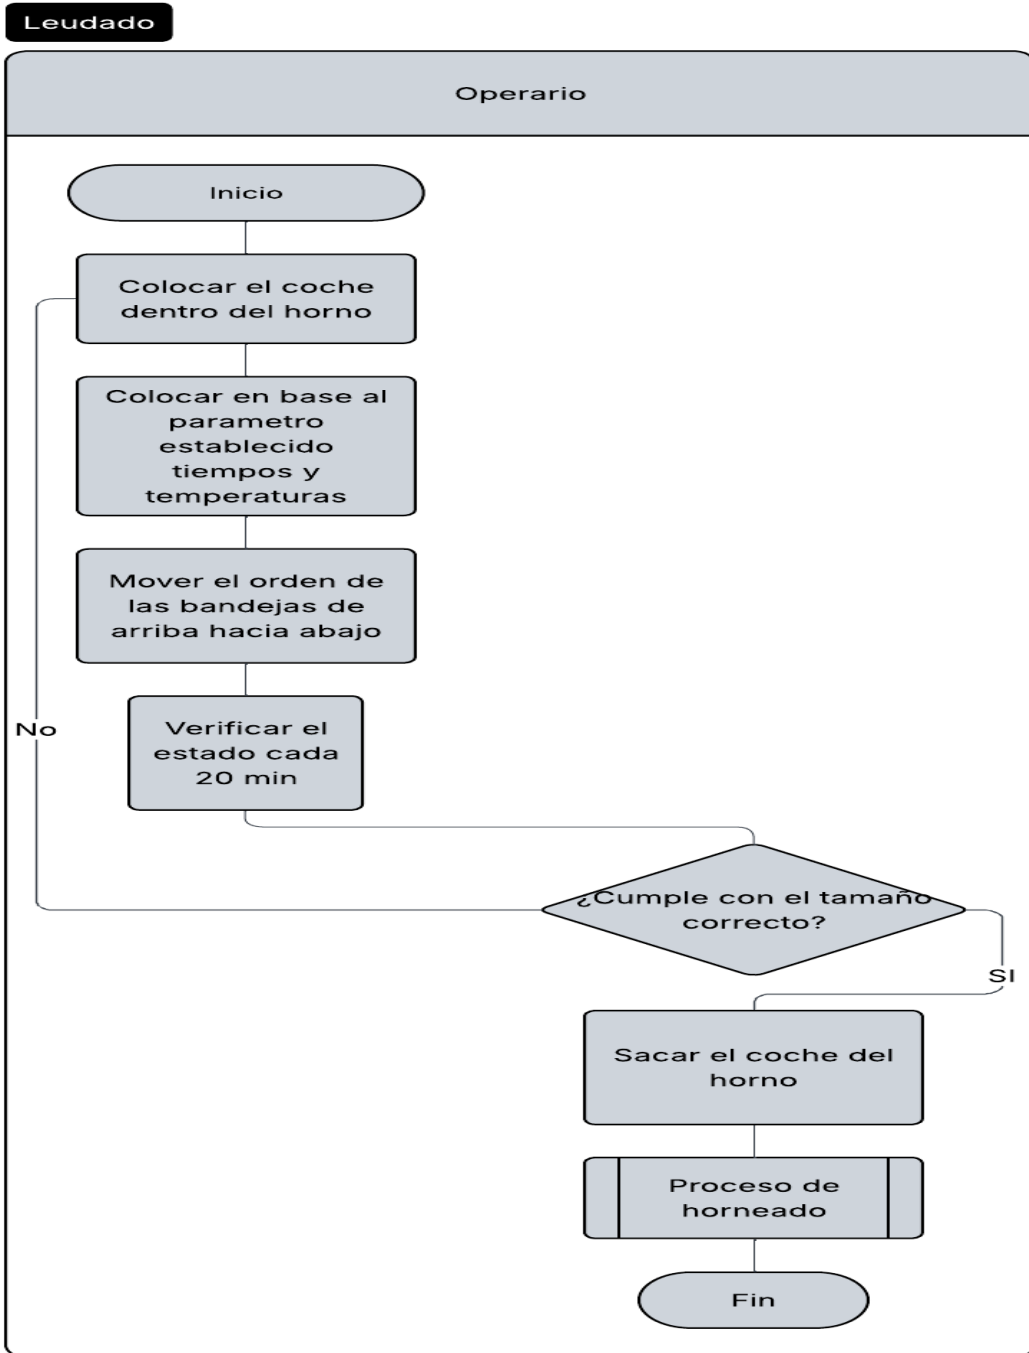 Leudado
Operario
Inicio
Colocar el coche
dentro del horno
Colocar en base al
parametro
establecido
tiempos y
temperaturas
Mover el orden de
las bandejas de
arriba hacia abajo
Verificar el
estado cada
20 min
No
¿Cumple con el tamaño
correcto?
SI
Sacar el coche del
horno
Proceso de
horneado
Fin